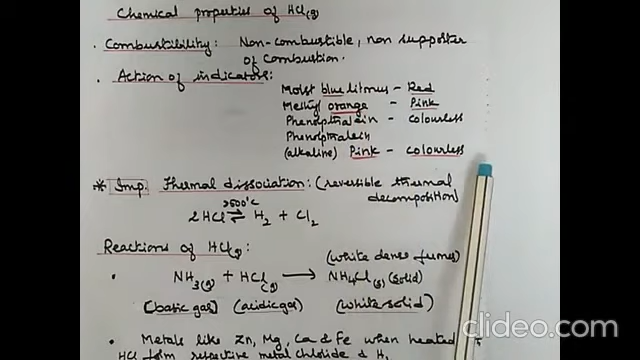 Chemical properties of HCl(g)
• Combustibility: Non-combustible, non supporter
of combustion.
• Action of indicators:
Moist blue litmus - Red
Methyl orange - Pink
Phenolphthalein - colourless
Phenolphthalein
(alkaline) Pink - colourless
* Imp. Thermal dissociation: (reversible thermal
decomposition)
>500°C
2HCl ⇌ H2 + Cl2
Reactions of HCl(g):
(white dense fumes)
• NH3(g) + HCl(g) ⟶ NH4Cl(s) (solid)
(basic gas) (acidic gas) (white solid)
• Metals like Zn, Mg, Ca & Fe when heated
HCl form respective metal chloride & H2
clideo.com